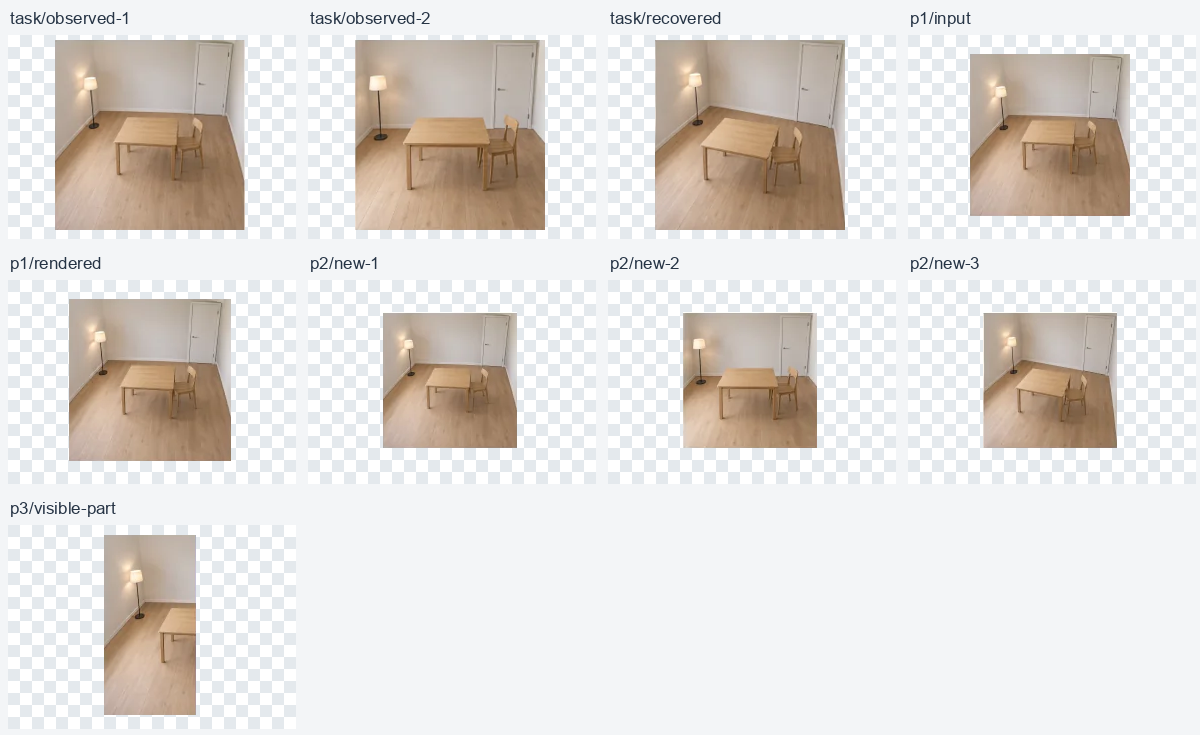 task/observed-1
task/observed-2
task/recovered
p1/input
p1/rendered
p2/new-1
p2/new-2
p2/new-3
p3/visible-part